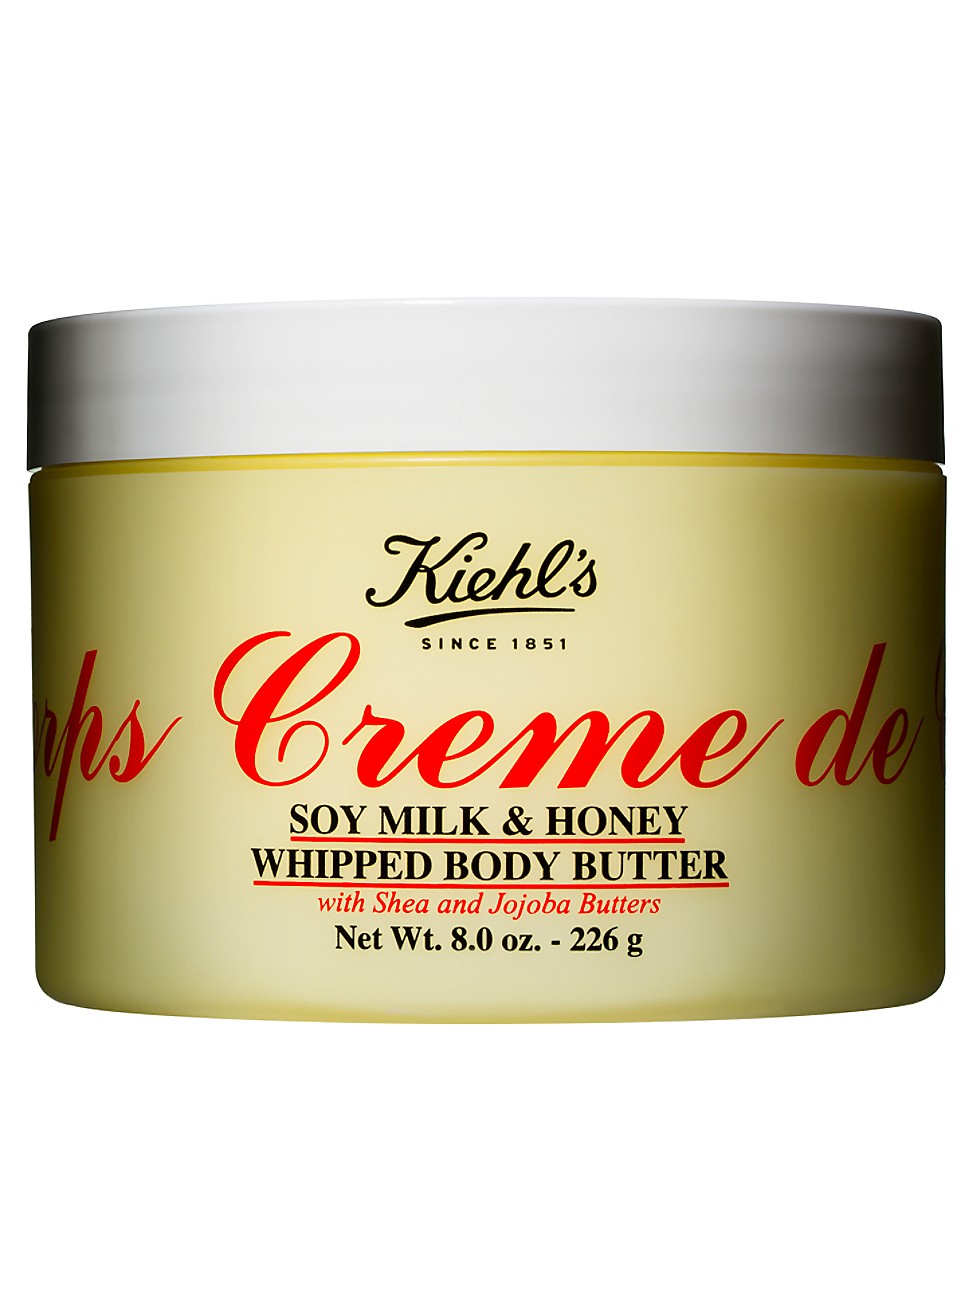 Kiehl's
SINCE 1851
rps Creme de
SOY MILK & HONEY
WHIPPED BODY BUTTER
with Shea and Jojoba Butters
Net Wt. 8.0 oz. - 226 g